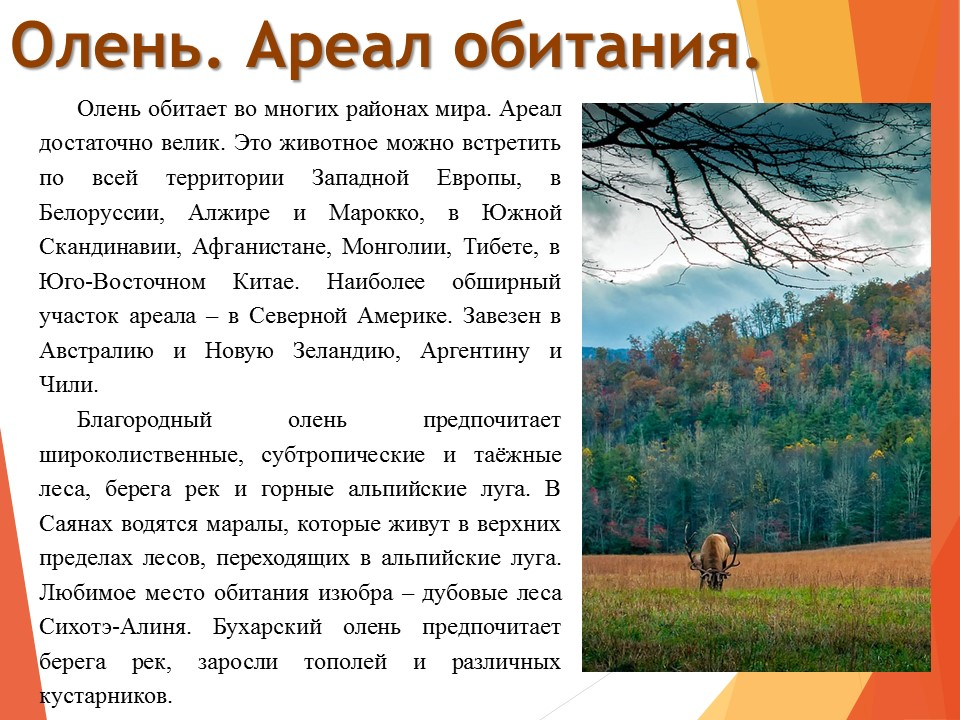 Олень. Ареал обитания.
Олень обитает во многих районах мира. Ареал
достаточно велик. Это животное можно встретить
по всей территории Западной Европы, в
Белоруссии, Алжире и Марокко, в Южной
Скандинавии, Афганистане, Монголии, Тибете, в
Юго-Восточном Китае. Наиболее обширный
участок ареала – в Северной Америке. Завезен в
Австралию и Новую Зеландию, Аргентину и
Чили.
Благородный олень предпочитает
широколиственные, субтропические и таёжные
леса, берега рек и горные альпийские луга. В
Саянах водятся маралы, которые живут в верхних
пределах лесов, переходящих в альпийские луга.
Любимое место обитания изюбра – дубовые леса
Сихотэ-Алиня. Бухарский олень предпочитает
берега рек, заросли тополей и различных
кустарников.